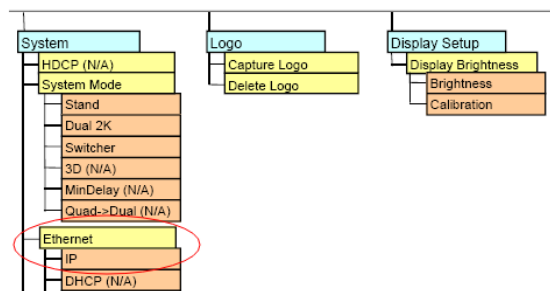 System
HDCP (N/A)
System Mode
Stand
Dual 2K
Switcher
3D (N/A)
MinDelay (N/A)
Quad->Dual (N/A)
Ethernet
IP
DHCP (N/A)
Logo
Capture Logo
Delete Logo
Display Setup
Display Brightness
Brightness
Calibration